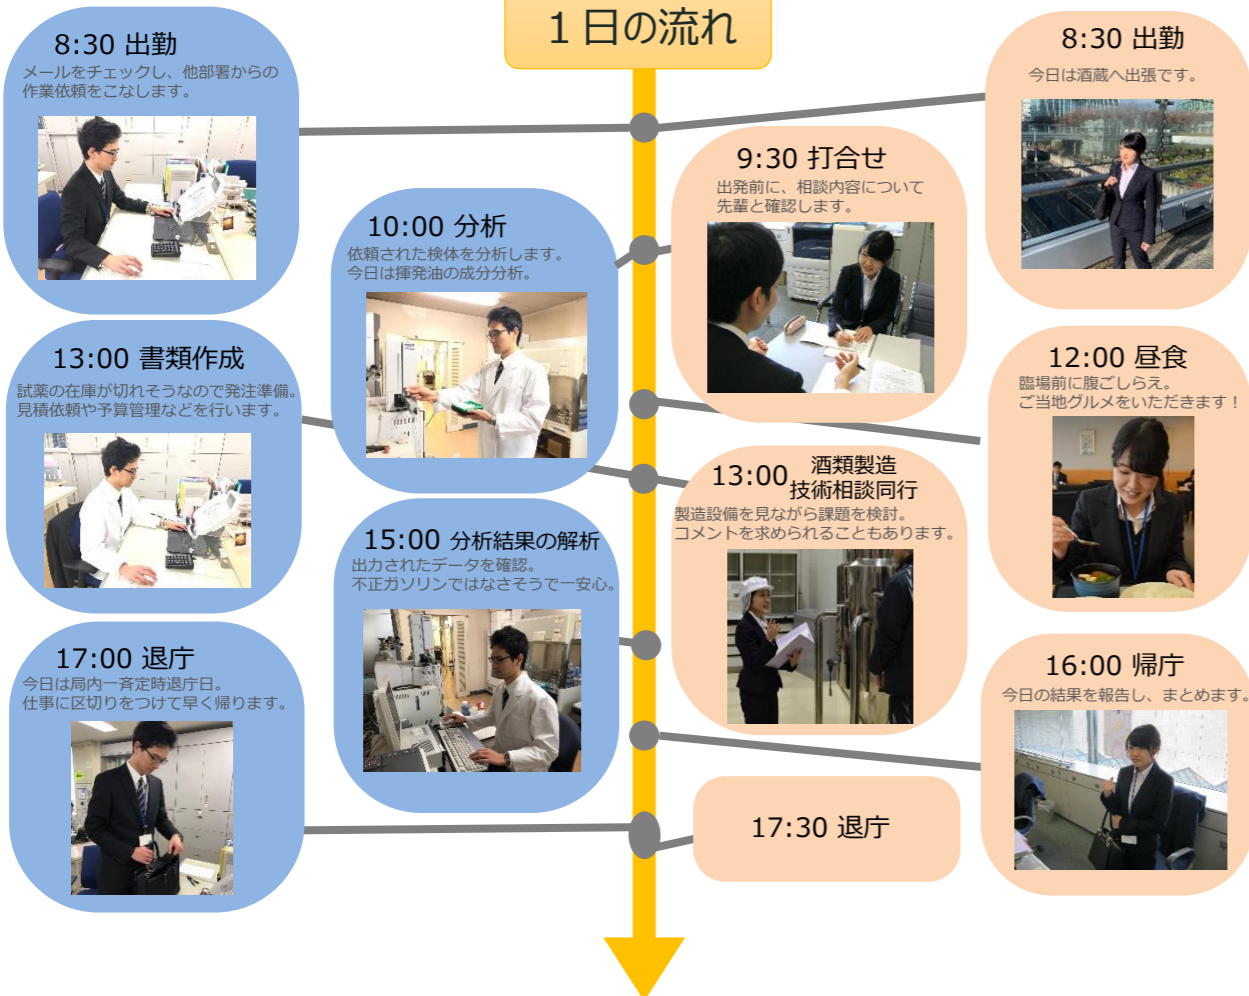 １日の流れ
8:30 出勤
メールをチェックし、他部署からの
作業依頼をこなします。
10:00 分析
依頼された検体を分析します。
今日は揮発油の成分分析。
13:00 書類作成
試薬の在庫が切れそうなので発注準備。
見積依頼や予算管理などを行います。
15:00 分析結果の解析
出力されたデータを確認。
不正ガソリンではなさそうで一安心。
17:00 退庁
今日は局内一斉定時退庁日。
仕事に区切りをつけて早く帰ります。
8:30 出勤
今日は酒蔵へ出張です。
9:30 打合せ
出発前に、相談内容について
先輩と確認します。
12:00 昼食
臨場前に腹ごしらえ。
ご当地グルメをいただきます！
13:00 酒類製造
技術相談同行
製造設備を見ながら課題を検討。
コメントを求められることもあります。
16:00 帰庁
今日の結果を報告し、まとめます。
17:30 退庁